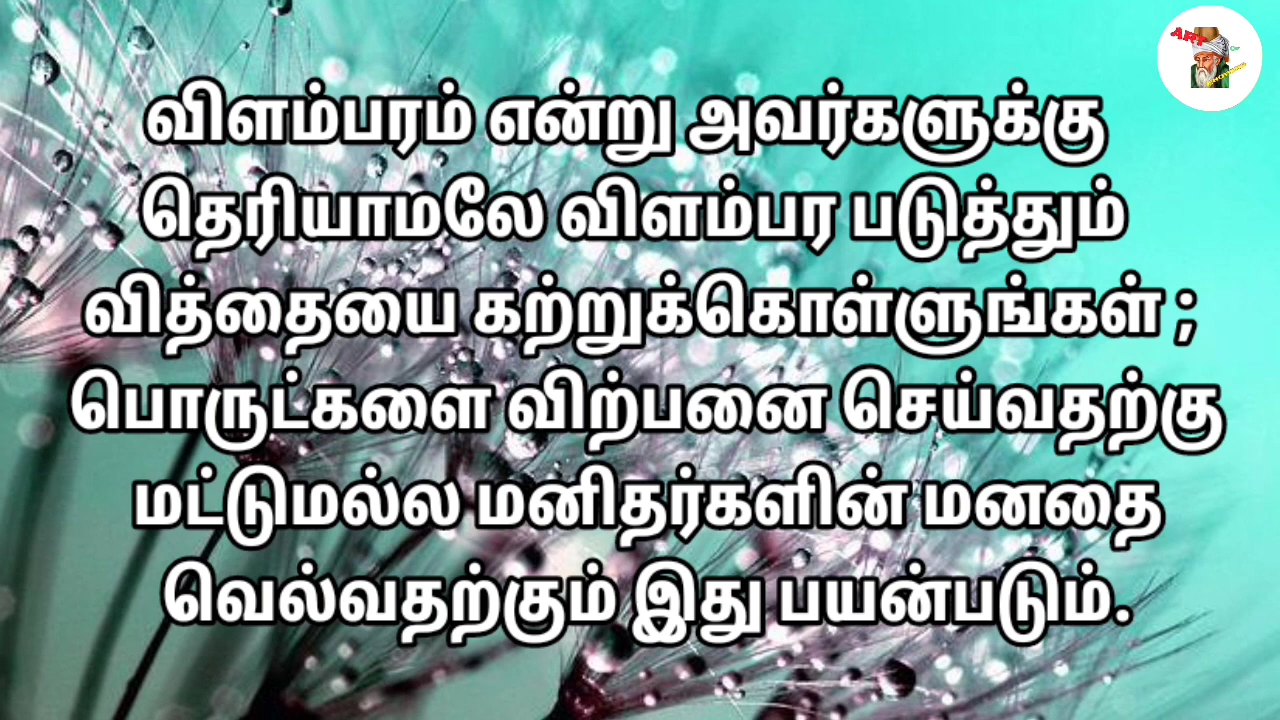 விளம்பரம் என்று அவர்களுக்கு
தெரியாமலே விளம்பர படுத்தும்
வித்தையை கற்றுக்கொள்ளுங்கள் ;
பொருட்களை விற்பனை செய்வதற்கு
மட்டுமல்ல மனிதர்களின் மனதை
வெல்வதற்கும் இது பயன்படும்.
ART